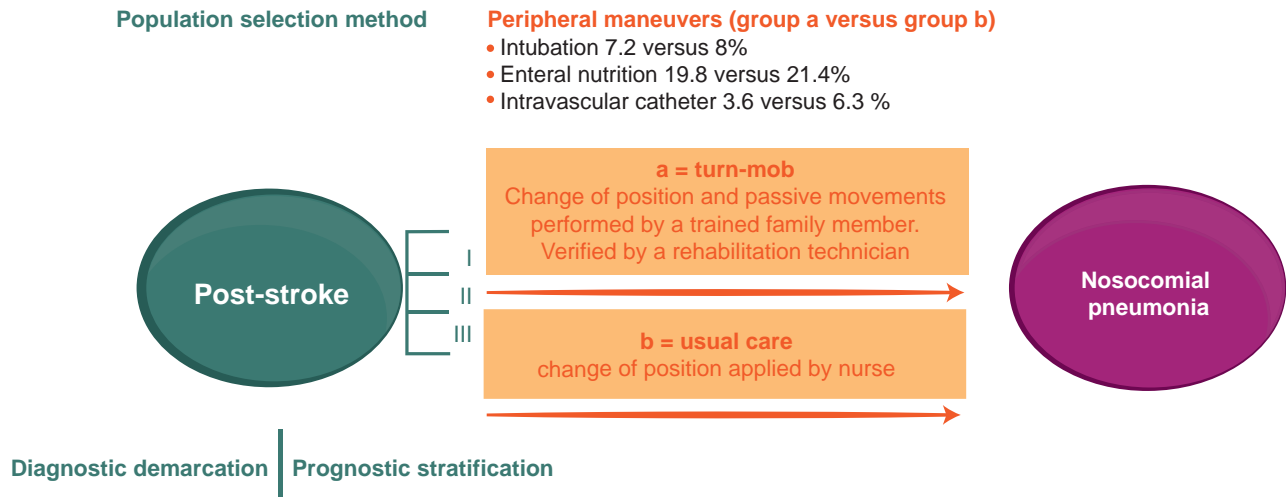 Population selection method
Peripheral maneuvers (group a versus group b)
• Intubation 7.2 versus 8%
• Enteral nutrition 19.8 versus 21.4%
• Intravascular catheter 3.6 versus 6.3 %
Post-stroke
I
II
III
a = turn-mob
Change of position and passive movements
performed by a trained family member.
Verified by a rehabilitation technician
b = usual care
change of position applied by nurse
Nosocomial
pneumonia
Diagnostic demarcation
Prognostic stratification